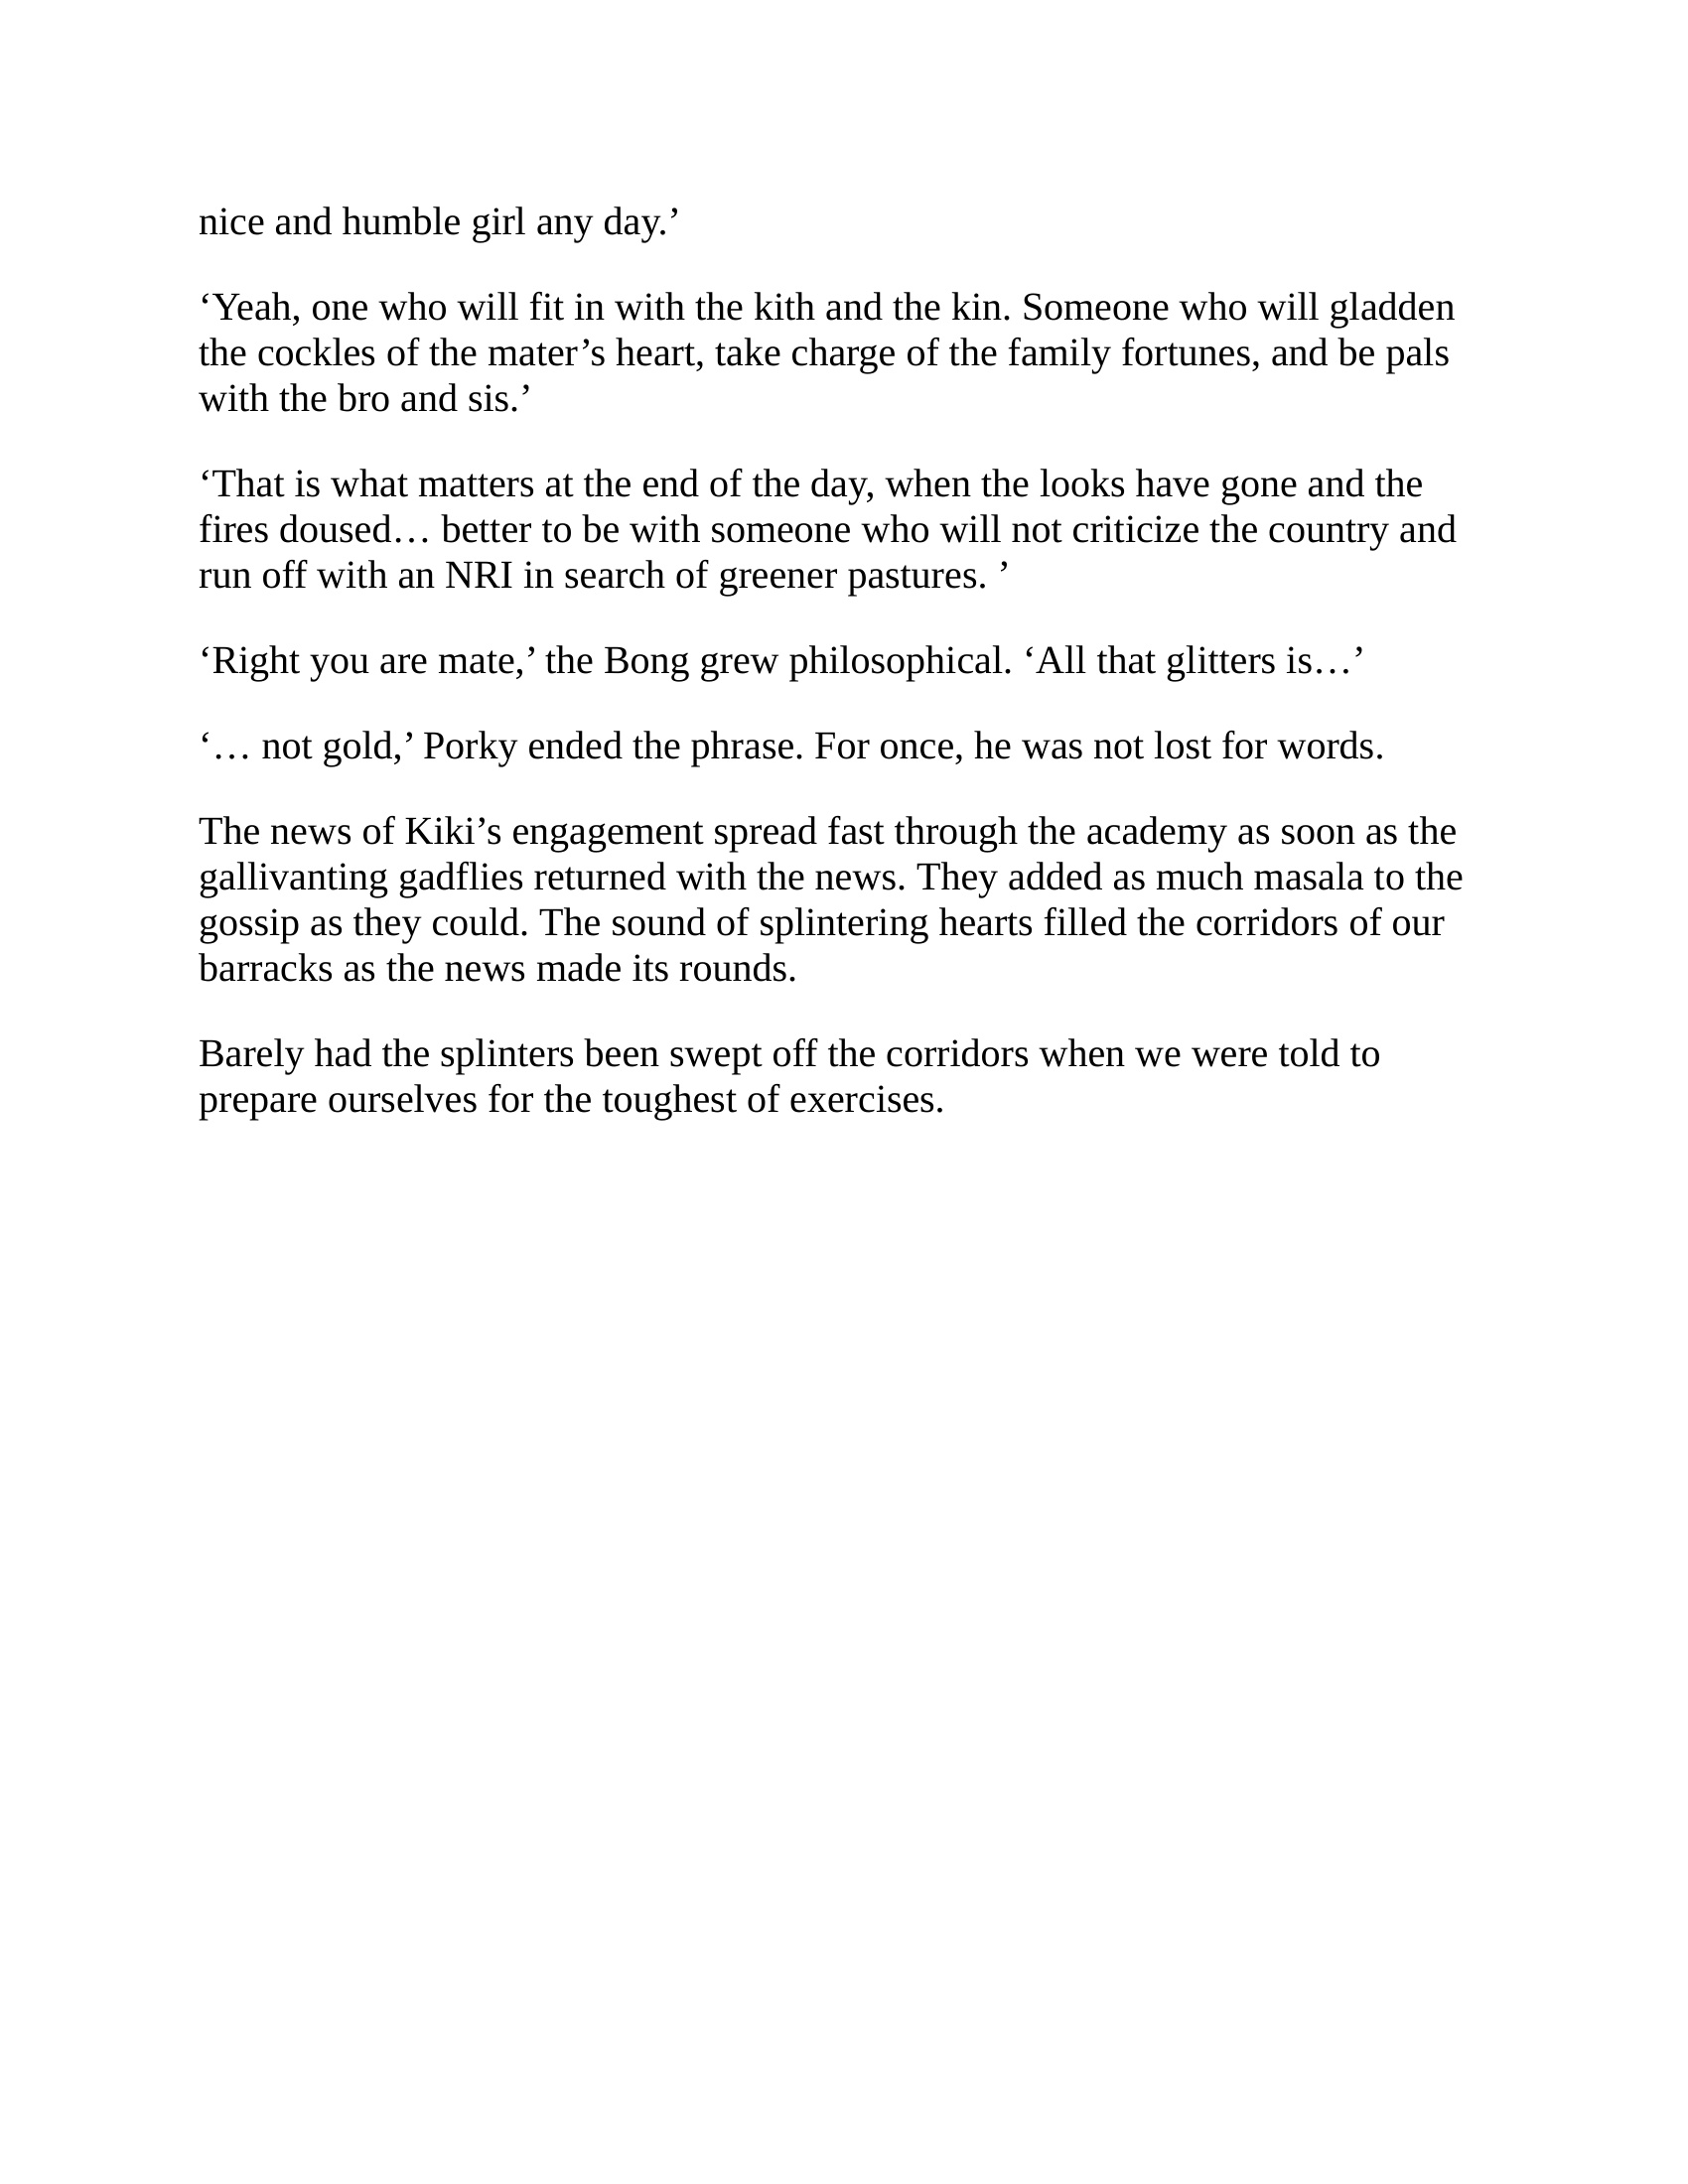 nice and humble girl any day.’
‘Yeah, one who will fit in with the kith and the kin. Someone who will gladden
the cockles of the mater’s heart, take charge of the family fortunes, and be pals
with the bro and sis.’
‘That is what matters at the end of the day, when the looks have gone and the
fires doused… better to be with someone who will not criticize the country and
run off with an NRI in search of greener pastures. ’
‘Right you are mate,’ the Bong grew philosophical. ‘All that glitters is…’
‘… not gold,’ Porky ended the phrase. For once, he was not lost for words.
The news of Kiki’s engagement spread fast through the academy as soon as the
gallivanting gadflies returned with the news. They added as much masala to the
gossip as they could. The sound of splintering hearts filled the corridors of our
barracks as the news made its rounds.
Barely had the splinters been swept off the corridors when we were told to
prepare ourselves for the toughest of exercises.